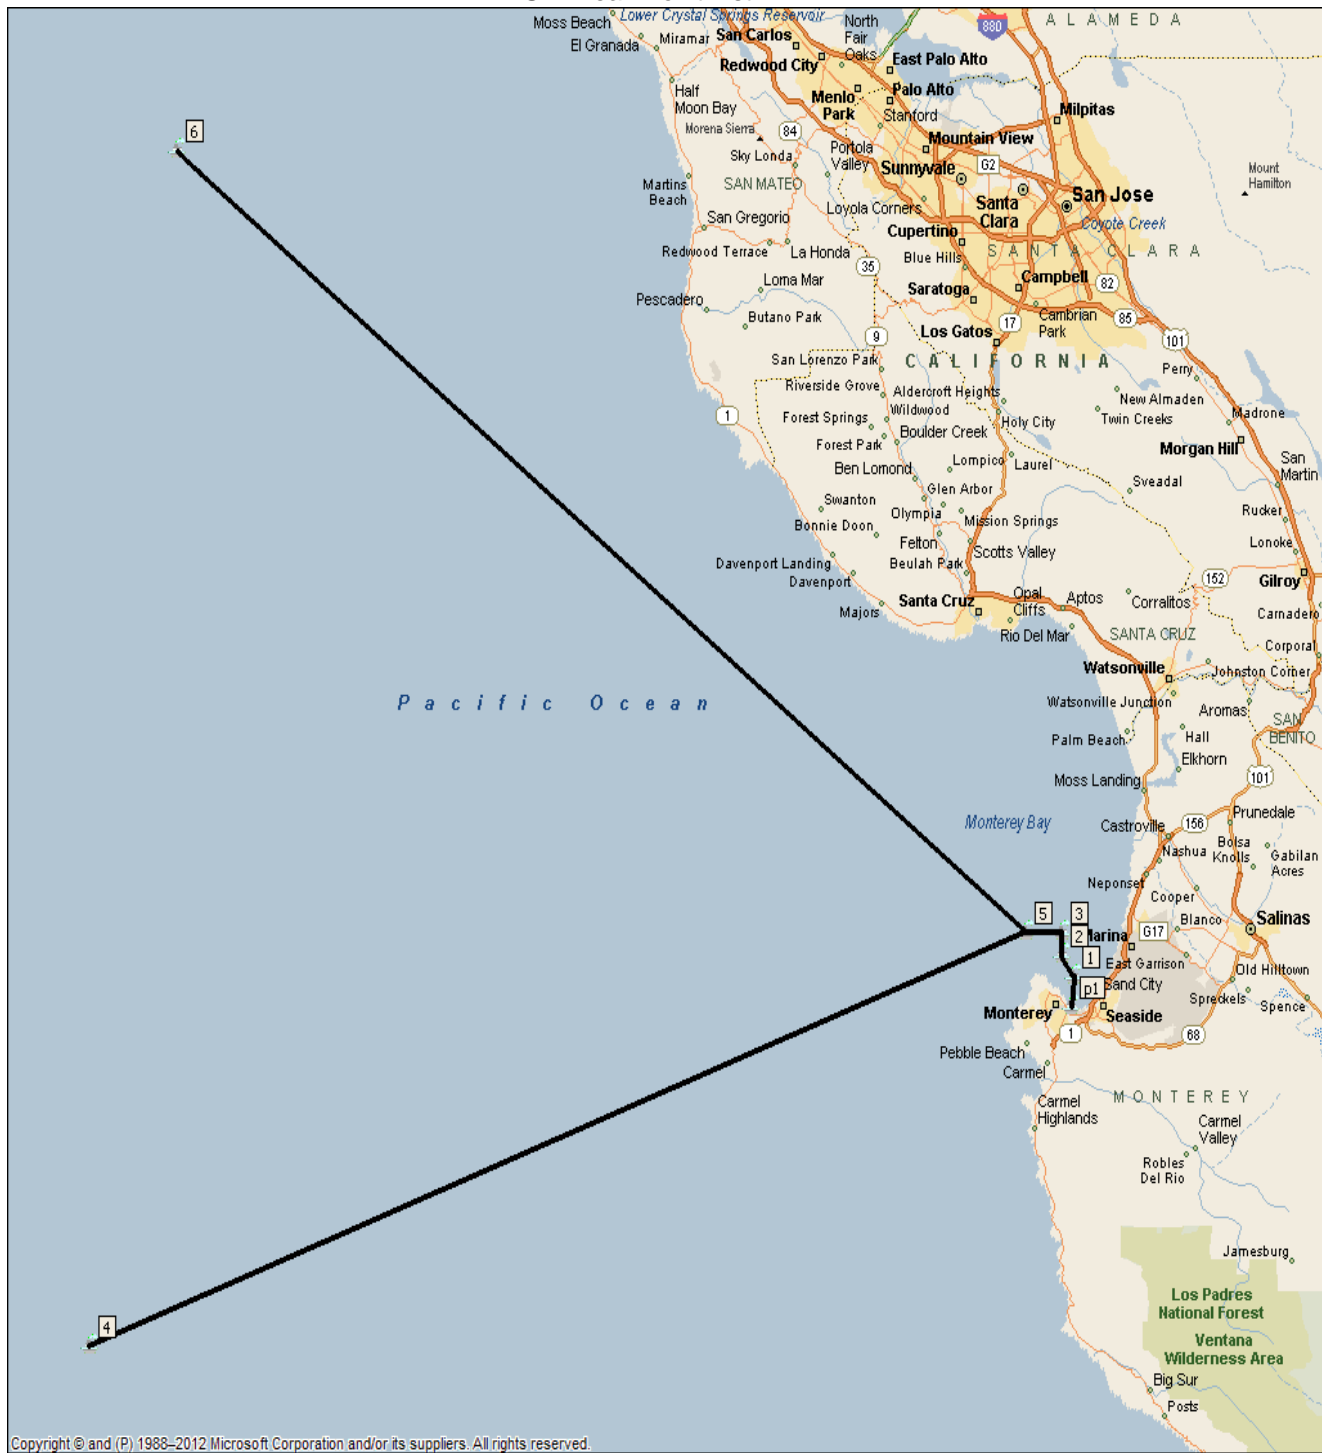 Moss Beach
Lower Crystal Springs Reservoir
El Granada
Miramar
San Carlos
North
Fair
Oaks
880
A L A M E D A
Redwood City
East Palo Alto
Half
Moon Bay
Menlo
Park
Palo Alto
Stanford
Milpitas
Morena Sierra
84
Mountain View
6
Sky Londa
Portola
Valley
Sunnyvale
G2
Mount
Hamilton
Martins
Beach
SAN MATEO
Santa
Clara
San Jose
Loyola Corners
San Gregorio
Coyote Creek
Cupertino
Redwood Terrace
La Honda
Blue Hills
S A N T A C L A R A
35
Loma Mar
Saratoga
Campbell
82
Pescadero
Butano Park
Cambrian
Park
85
9
Los Gatos
17
101
San Lorenzo Park
C A L I F O R N I A
Perry
Riverside Grove
Aldercroft Heights
New Almaden
1
Forest Springs
Wildwood
Holy City
Twin Creeks
Madrone
Forest Park
Boulder Creek
Morgan Hill
Ben Lomond
Lompico
Laurel
San
Martin
Swanton
Glen Arbor
Sveadal
Bonnie Doon
Olympia
Mission Springs
Rucker
Felton
Scotts Valley
Lonoke
Davenport Landing
Beulah Park
Davenport
152
Gilroy
Majors
Santa Cruz
Opal
Cliffs
Aptos
Corralitos
Carnadero
Rio Del Mar
SANTA CRUZ
Corporal
Watsonville
Johnston Corner
P a c i f i c O c e a n
Watsonville Junction
Aromas
SAN
BENITO
Palm Beach
Hall
Elkhorn
Moss Landing
101
Monterey Bay
Castroville
156
Prunedale
Nashua
Bolsa
Knolls
Gabilan
Acres
Neponset
Cooper
5
3
Blanco
Salinas
2
Marina
G17
1
East Garrison
Old Hilltown
p1
Sand City
Spreckels
Spence
Monterey
Seaside
1
68
Pebble Beach
Carmel
Carmel
Highlands
M O N T E R E Y
Carmel
Valley
Robles
Del Rio
Jamesburg
4
Los Padres
National Forest
Ventana
Wilderness Area
Big Sur
Posts
Copyright © and (P) 1988–2012 Microsoft Corporation and/or its suppliers. All rights reserved.